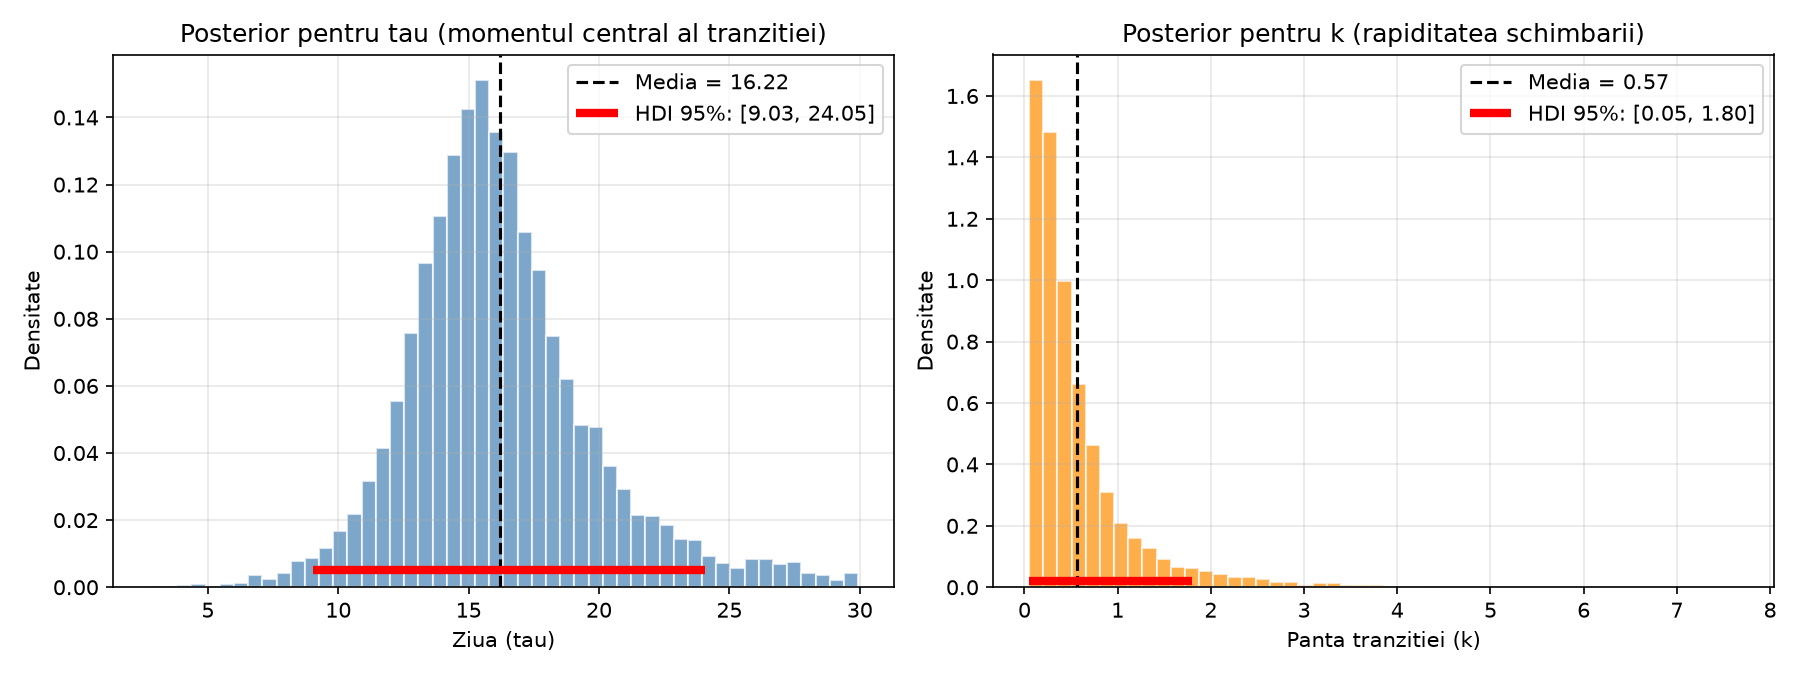 Posterior pentru tau (momentul central al tranzitiei)
Media = 16.22
HDI 95%: [9.03, 24.05]
Densitate
0.14
0.12
0.10
0.08
0.06
0.04
0.02
0.00
5 10 15 20 25 30
Ziua (tau)
Posterior pentru k (rapiditatea schimbarii)
Media = 0.57
HDI 95%: [0.05, 1.80]
Densitate
1.6
1.4
1.2
1.0
0.8
0.6
0.4
0.2
0.0
0 1 2 3 4 5 6 7 8
Panta tranzitiei (k)